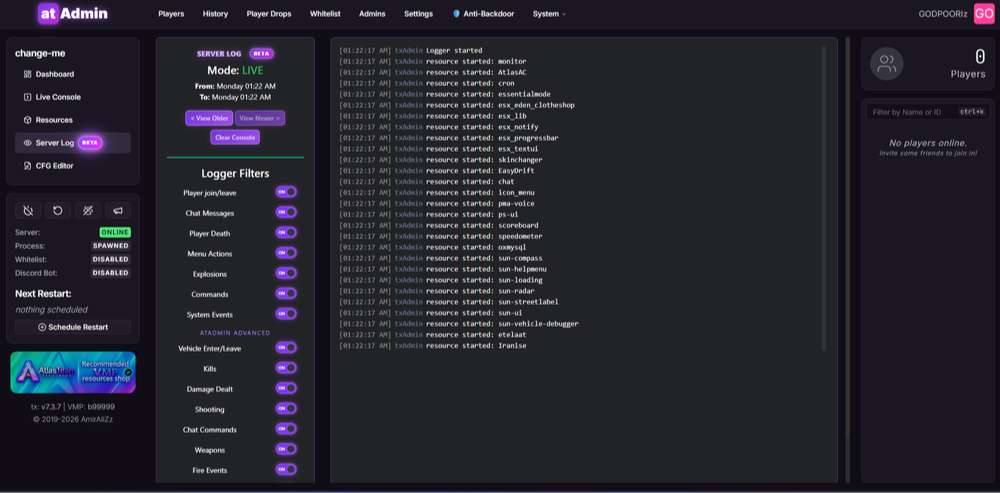 at Admin
Players
History
Player Drops
Whitelist
Admins
Settings
Anti-Backdoor
System
GODPOORIz
GO
change-me
Dashboard
Live Console
Resources
Server Log BETA
CFG Editor
Server: ONLINE
Process: SPAWNED
Whitelist: DISABLED
Discord Bot: DISABLED
Next Restart:
nothing scheduled
Schedule Restart
Recommended
VMP
resources shop
tx: v7.3.7 | VMP: b99999
© 2019-2026 AmirAliZz
SERVER LOG BETA
Mode: LIVE
From: Monday 01:22 AM
To: Monday 01:22 AM
< View Older
View Newer >
Clear Console
Logger Filters
Player join/leave ON
Chat Messages ON
Player Death ON
Menu Actions ON
Explosions ON
Commands ON
System Events ON
ATADMIN ADVANCED
Vehicle Enter/Leave ON
Kills ON
Damage Dealt ON
Shooting ON
Chat Commands ON
Weapons ON
Fire Events ON
[01:22:17 AM] txAdmin Logger started
[01:22:17 AM] txAdmin resource started: monitor
[01:22:17 AM] txAdmin resource started: AtlasAC
[01:22:17 AM] txAdmin resource started: cron
[01:22:17 AM] txAdmin resource started: essentialmode
[01:22:17 AM] txAdmin resource started: esx_eden_clotheshop
[01:22:17 AM] txAdmin resource started: esx_lib
[01:22:17 AM] txAdmin resource started: esx_notify
[01:22:17 AM] txAdmin resource started: esx_progressbar
[01:22:17 AM] txAdmin resource started: esx_textui
[01:22:17 AM] txAdmin resource started: skinchanger
[01:22:17 AM] txAdmin resource started: EasyDrift
[01:22:17 AM] txAdmin resource started: chat
[01:22:17 AM] txAdmin resource started: icon_menu
[01:22:17 AM] txAdmin resource started: pma-voice
[01:22:17 AM] txAdmin resource started: ps-ui
[01:22:17 AM] txAdmin resource started: scoreboard
[01:22:17 AM] txAdmin resource started: speedometer
[01:22:17 AM] txAdmin resource started: oxmysql
[01:22:17 AM] txAdmin resource started: sun-compass
[01:22:17 AM] txAdmin resource started: sun-helpmenu
[01:22:17 AM] txAdmin resource started: sun-loading
[01:22:17 AM] txAdmin resource started: sun-radar
[01:22:17 AM] txAdmin resource started: sun-streetlabel
[01:22:17 AM] txAdmin resource started: sun-ui
[01:22:17 AM] txAdmin resource started: sun-vehicle-debugger
[01:22:17 AM] txAdmin resource started: etelaat
[01:22:17 AM] txAdmin resource started: Iranise
0
Players
Filter by Name or ID ctrl+k
No players online.
Invite some friends to join in!